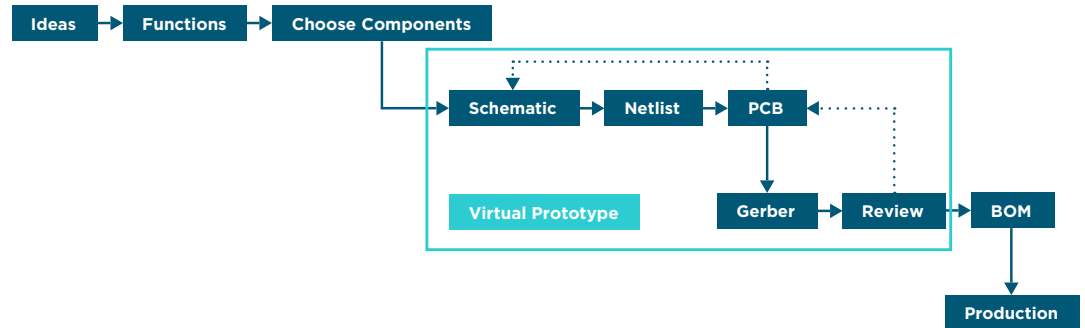 Ideas
Functions
Choose Components
Schematic
Netlist
PCB
Virtual Prototype
Gerber
Review
BOM
Production